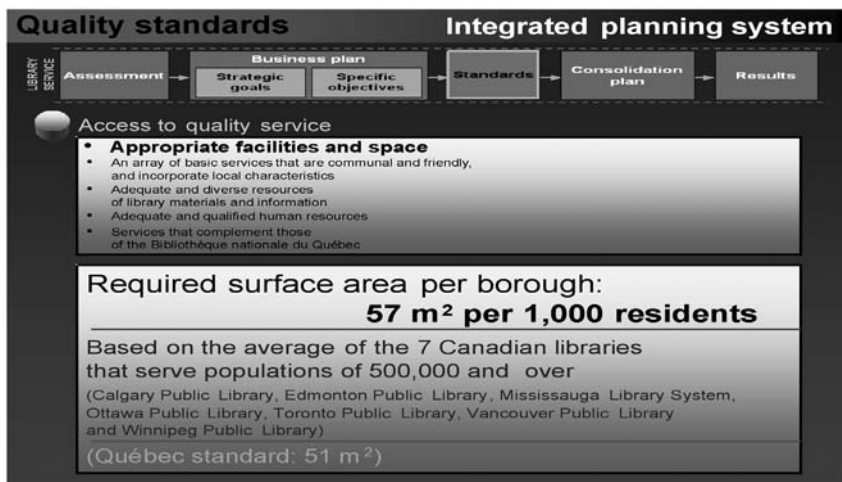 Quality standards Integrated planning system
LIBRARY SERVICE
Assessment
Business plan
Strategic goals
Specific objectives
Standards
Consolidation plan
Results
Access to quality service
• Appropriate facilities and space
• An array of basic services that are communal and friendly,
and incorporate local characteristics
• Adequate and diverse resources
of library materials and information
• Adequate and qualified human resources
• Services that complement those
of the Bibliothèque nationale du Québec
Required surface area per borough:
57 m² per 1,000 residents
Based on the average of the 7 Canadian libraries
that serve populations of 500,000 and over
(Calgary Public Library, Edmonton Public Library, Mississauga Library System,
Ottawa Public Library, Toronto Public Library, Vancouver Public Library
and Winnipeg Public Library)
(Québec standard: 51 m²)